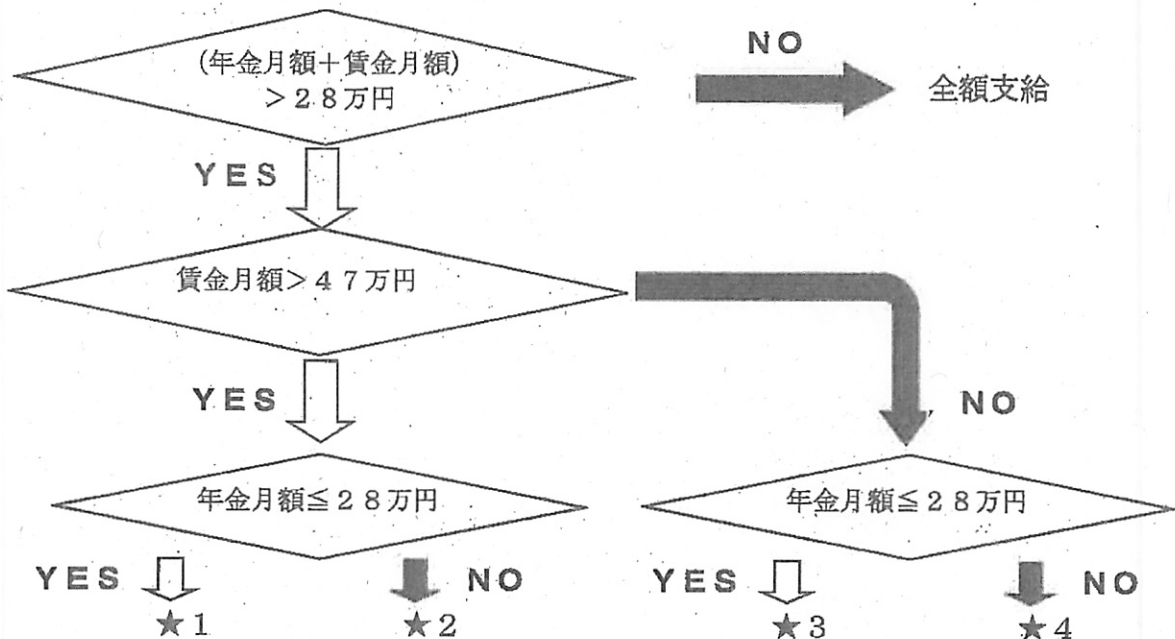 (年金月額+賃金月額)
>28万円
NO
全額支給
YES
賃金月額>47万円
YES
NO
年金月額≦28万円
年金月額≦28万円
YES
NO
YES
NO
★1
★2
★3
★4